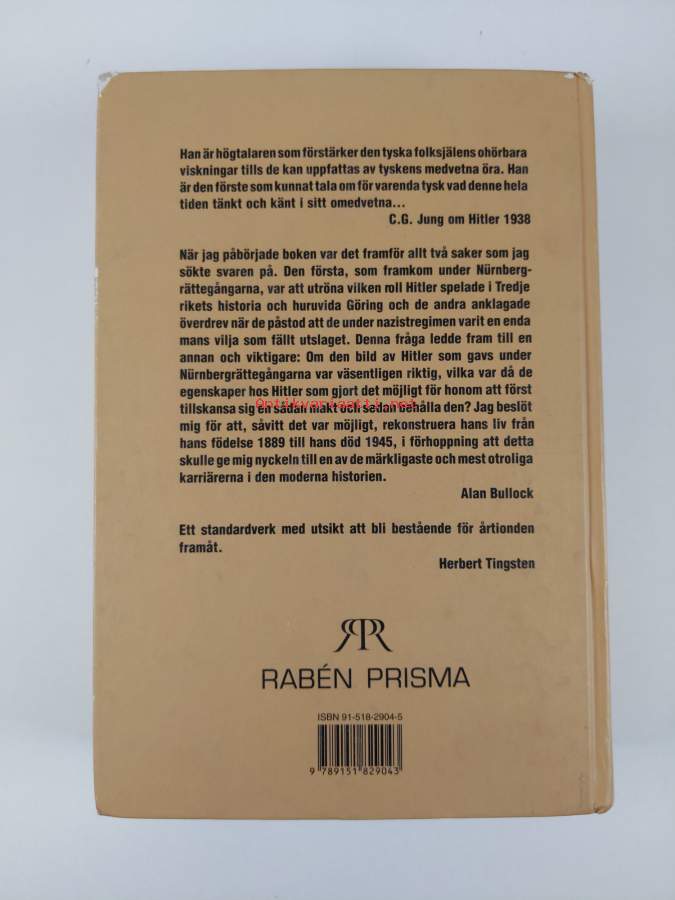 Han är högtalaren som förstärker den tyska folksjälens ohörbara
viskningar tills de kan uppfattas av tyskens medvetna öra. Han
är den förste som kunnat tala om för varenda tysk vad denne hela
tiden tänkt och känt i sitt omedvetna...
C.G. Jung om Hitler 1938
När jag påbörjade boken var det framför allt två saker som jag
sökte svaren på. Den första, som framkom under Nürnberg-
rättegångarna, var att utröna vilken roll Hitler spelade i Tredje
rikets historia och huruvida Göring och de andra anklagade
överdrev när de påstod att de under nazistregimen varit en enda
mans vilja som fällt utslaget. Denna fråga ledde fram till en
annan och viktigare: Om den bild av Hitler som gavs under
Nürnbergrättegångarna var väsentligen riktig, vilka var då de
egenskaper hos Hitler som gjort det möjligt för honom att först
Antikvariaatti.net
tillskansa sig en sådan makt och sedan behålla den? Jag beslöt
mig för att, såvitt det var möjligt, rekonstruera hans liv från
hans födelse 1889 till hans död 1945, i förhoppning att detta
skulle ge mig nyckeln till en av de märkligaste och mest otroliga
karriärerna i den moderna historien.
Alan Bullock
Ett standardverk med utsikt att bli bestående för årtionden
framåt.
Herbert Tingsten
RPR
RABÉN PRISMA
ISBN 91-518-2904-5
9 789151 829043